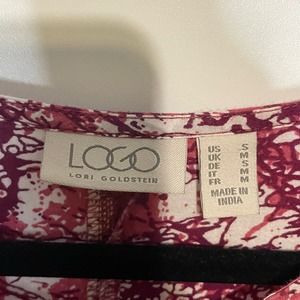 LOGO
LORI GOLDSTEIN
US S
UK M
DE S
IT M
FR M
MADE IN
INDIA